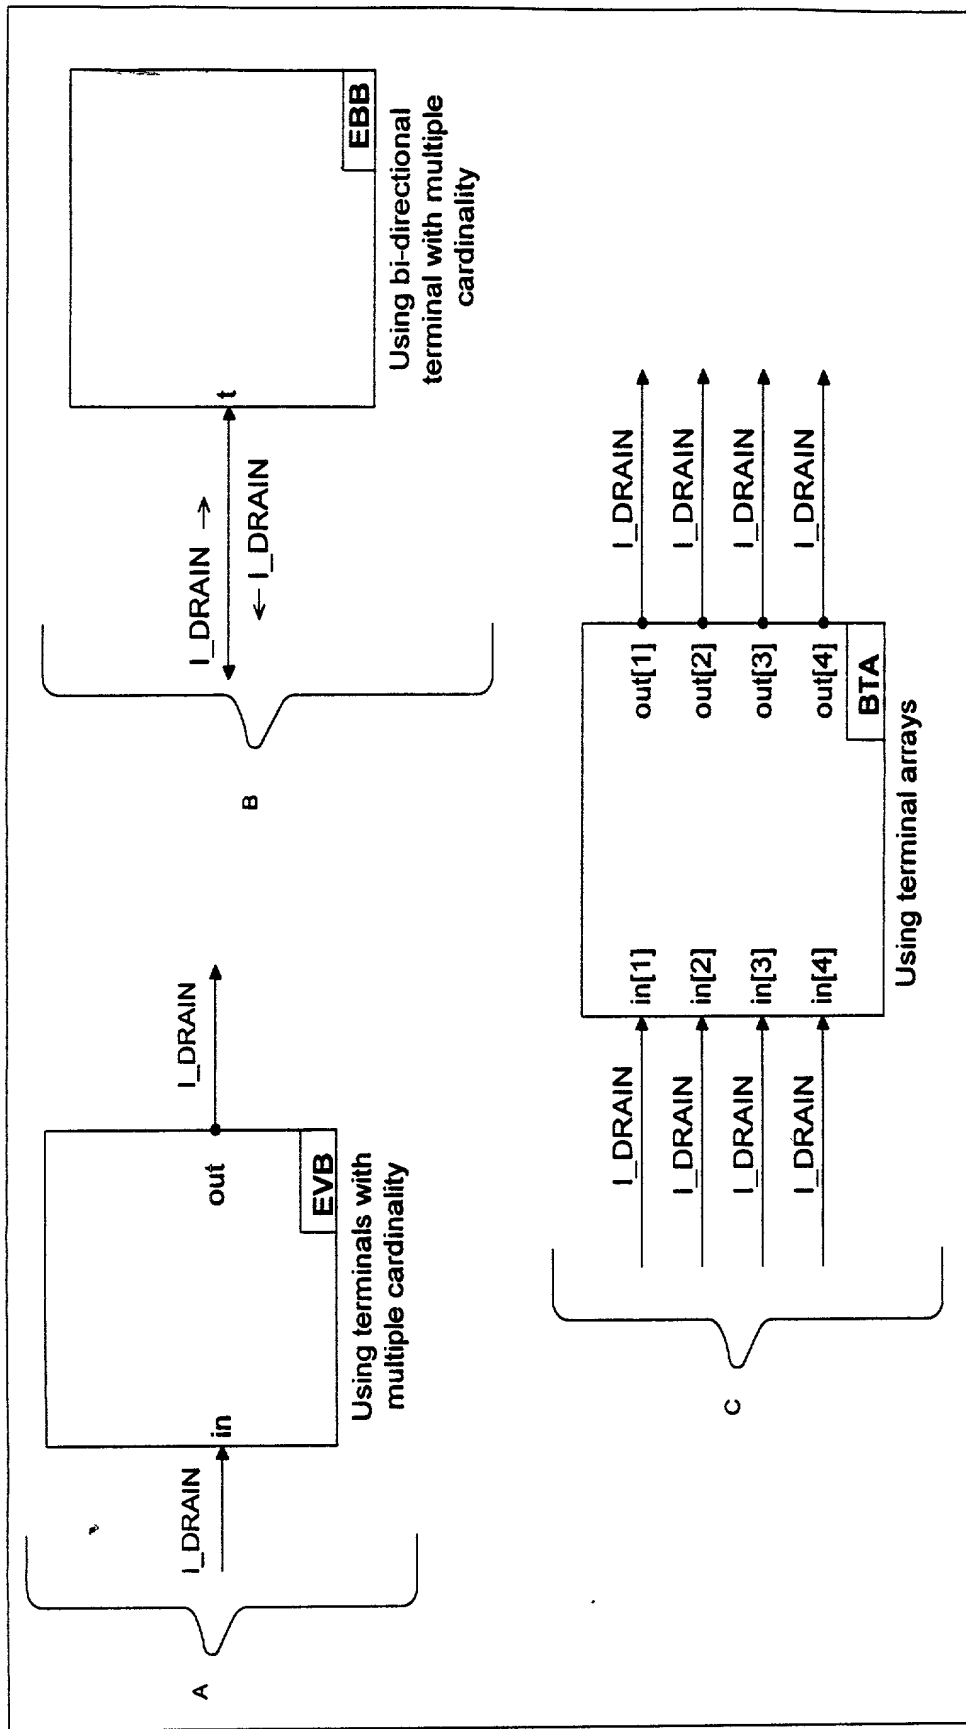 A
I_DRAIN
in
out
I_DRAIN
EVB
Using terminals with
multiple cardinality
B
I_DRAIN →
← I_DRAIN
t
EBB
Using bi-directional
terminal with multiple
cardinality
C
I_DRAIN
in[1]
out[1]
I_DRAIN
I_DRAIN
in[2]
out[2]
I_DRAIN
I_DRAIN
in[3]
out[3]
I_DRAIN
I_DRAIN
in[4]
out[4]
I_DRAIN
BTA
Using terminal arrays